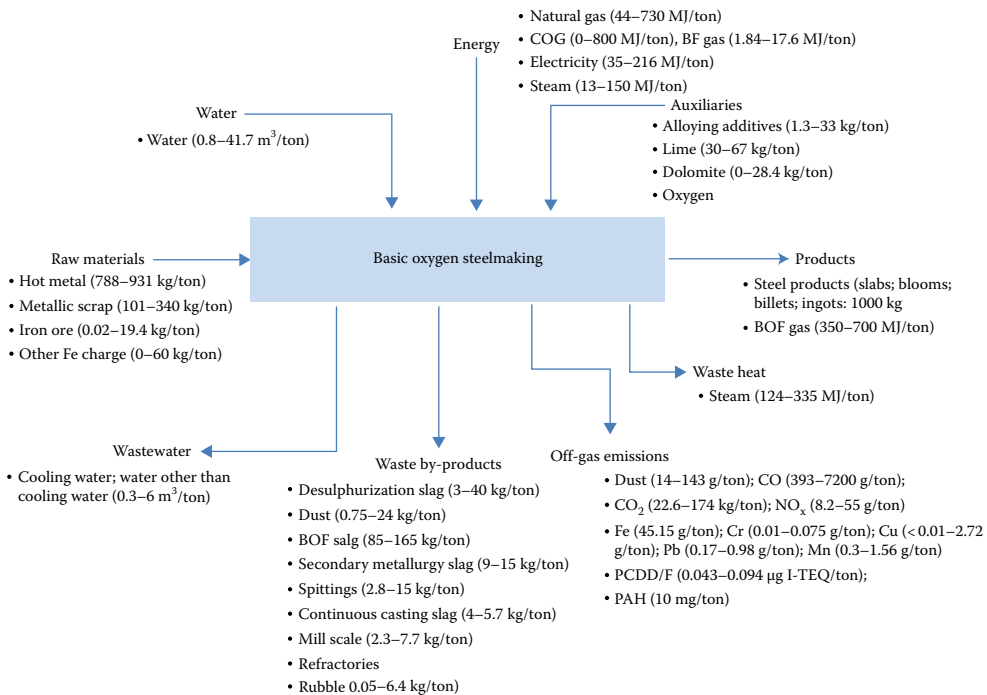 Energy
• Natural gas (44–730 MJ/ton)
• COG (0–800 MJ/ton), BF gas (1.84–17.6 MJ/ton)
• Electricity (35–216 MJ/ton)
• Steam (13–150 MJ/ton)
Water
• Water (0.8–41.7 m³/ton)
Auxiliaries
• Alloying additives (1.3–33 kg/ton)
• Lime (30–67 kg/ton)
• Dolomite (0–28.4 kg/ton)
• Oxygen
Raw materials
• Hot metal (788–931 kg/ton)
• Metallic scrap (101–340 kg/ton)
• Iron ore (0.02–19.4 kg/ton)
• Other Fe charge (0–60 kg/ton)
Basic oxygen steelmaking
Products
• Steel products (slabs; blooms;
billets; ingots: 1000 kg
• BOF gas (350–700 MJ/ton)
Waste heat
• Steam (124–335 MJ/ton)
Wastewater
• Cooling water; water other than
cooling water (0.3–6 m³/ton)
Waste by-products
• Desulphurization slag (3–40 kg/ton)
• Dust (0.75–24 kg/ton)
• BOF salg (85–165 kg/ton)
• Secondary metallurgy slag (9–15 kg/ton)
• Spittings (2.8–15 kg/ton)
• Continuous casting slag (4–5.7 kg/ton)
• Mill scale (2.3–7.7 kg/ton)
• Refractories
• Rubble 0.05–6.4 kg/ton)
Off-gas emissions
• Dust (14–143 g/ton); CO (393–7200 g/ton);
• CO₂ (22.6–174 kg/ton); NOₓ (8.2–55 g/ton)
• Fe (45.15 g/ton); Cr (0.01–0.075 g/ton); Cu (<0.01–2.72
g/ton); Pb (0.17–0.98 g/ton); Mn (0.3–1.56 g/ton)
• PCDD/F (0.043–0.094 μg I-TEQ/ton);
• PAH (10 mg/ton)